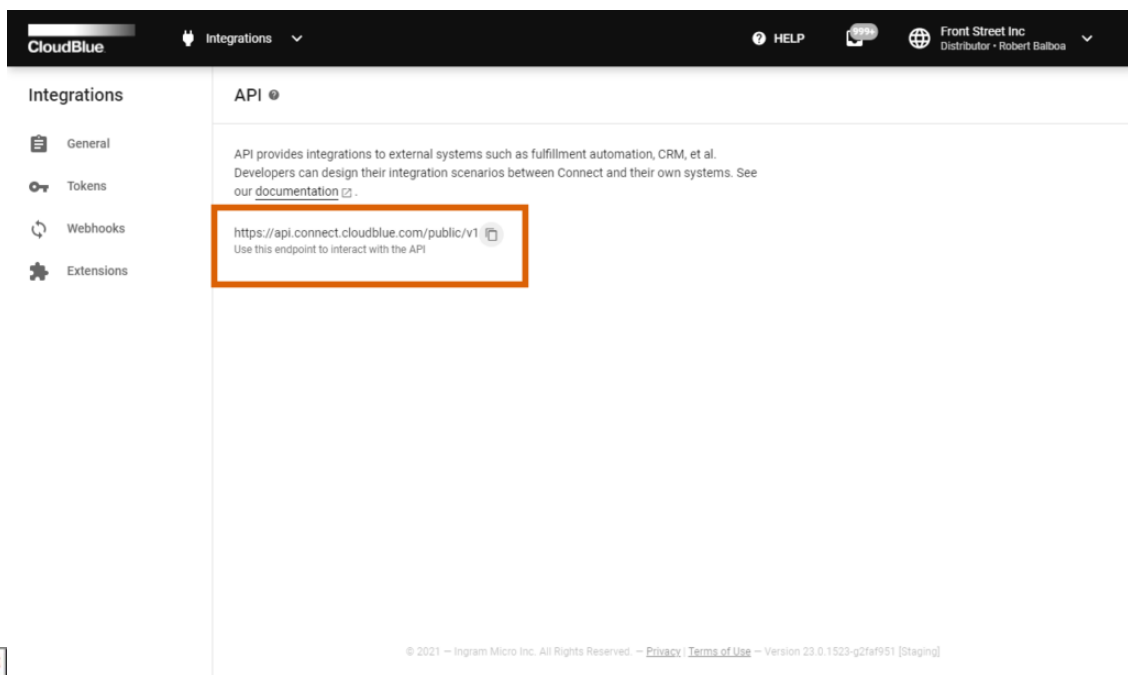 CloudBlue
Integrations
HELP
999+
Front Street Inc
Distributor • Robert Balboa
Integrations
General
Tokens
Webhooks
Extensions
API
API provides integrations to external systems such as fulfillment automation, CRM, et al.
Developers can design their integration scenarios between Connect and their own systems. See
our documentation .
https://api.connect.cloudblue.com/public/v1
Use this endpoint to interact with the API
© 2021 — Ingram Micro Inc. All Rights Reserved. — Privacy | Terms of Use — Version 23.0.1523-g2faf951 [Staging]